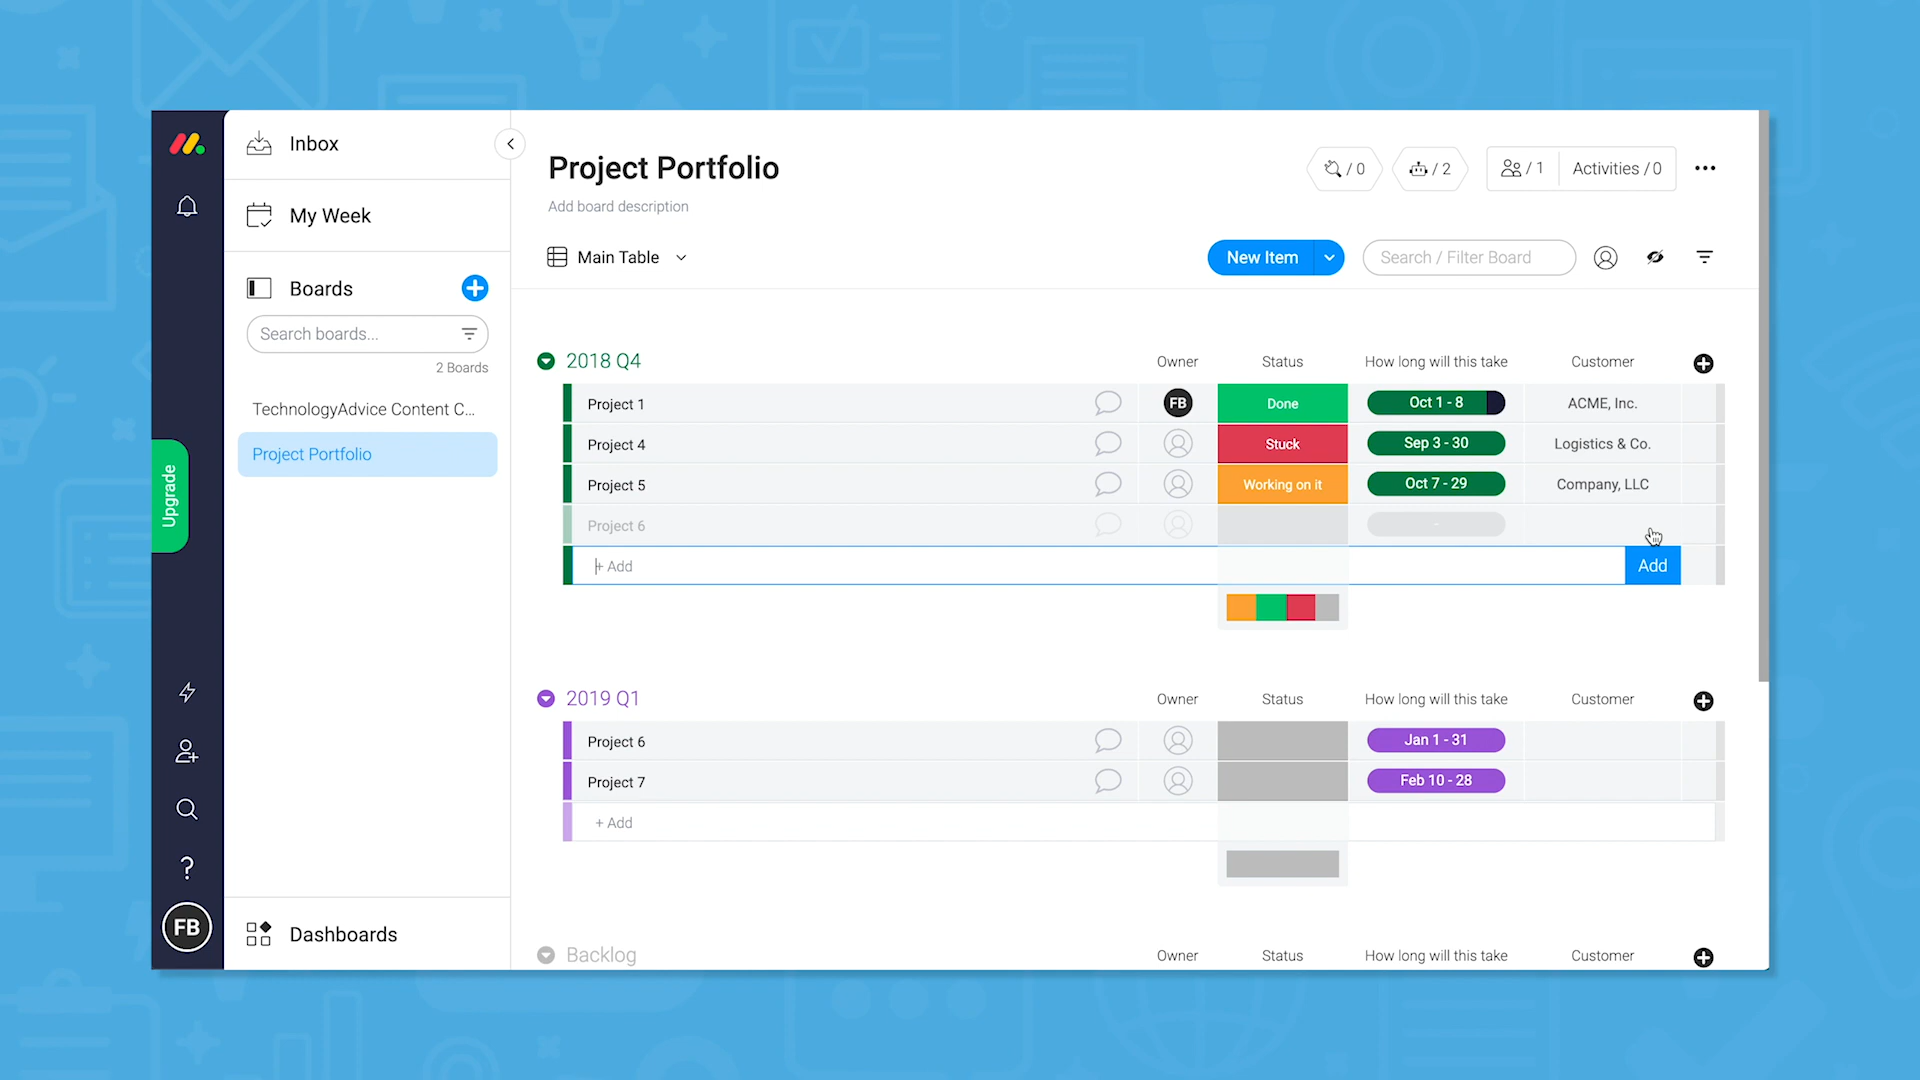 Inbox
My Week
Boards
Search boards...
2 Boards
TechnologyAdvice Content C...
Project Portfolio
Upgrade
?
FB
Dashboards
Project Portfolio
Add board description
/ 0
/ 2
/ 1
Activities / 0
Main Table
New Item
Search / Filter Board
2018 Q4 Owner Status How long will this take Customer
Project 1 FB Done Oct 1 - 8 ACME, Inc.
Project 4 Stuck Sep 3 - 30 Logistics & Co.
Project 5 Working on it Oct 7 - 29 Company, LLC
Project 6 -
+ Add Add
2019 Q1 Owner Status How long will this take Customer
Project 6 Jan 1 - 31
Project 7 Feb 10 - 28
+ Add
Backlog Owner Status How long will this take Customer